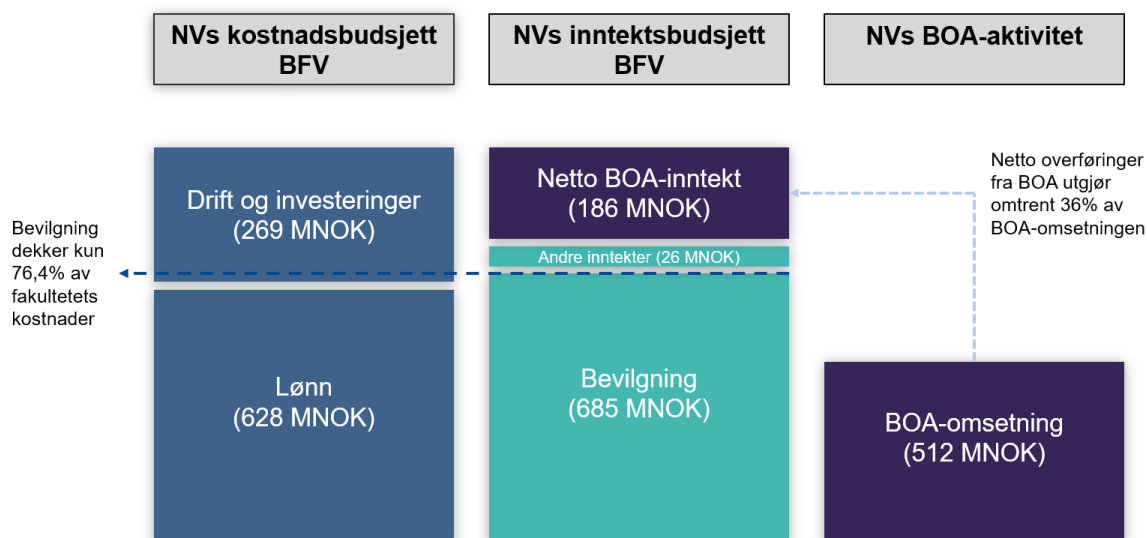 NVs kostnadsbudsjett
BFV
NVs inntektsbudsjett
BFV
NVs BOA-aktivitet
Bevilgning
dekker kun
76,4% av
fakultetets
kostnader
Drift og investeringer
(269 MNOK)
Lønn
(628 MNOK)
Netto BOA-inntekt
(186 MNOK)
Andre inntekter (26 MNOK)
Bevilgning
(685 MNOK)
Netto overføringer
fra BOA utgjør
omtrent 36% av
BOA-omsetningen
BOA-omsetning
(512 MNOK)